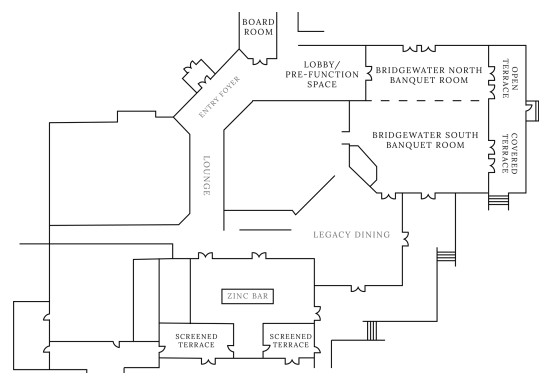 BOARD
ROOM
LOBBY/
PRE-FUNCTION
SPACE
BRIDGEWATER NORTH
BANQUET ROOM
OPEN
TERRACE
ENTRY FOYER
BRIDGEWATER SOUTH
BANQUET ROOM
COVERED
TERRACE
LOUNGE
LEGACY DINING
ZINC BAR
SCREENED
TERRACE
SCREENED
TERRACE